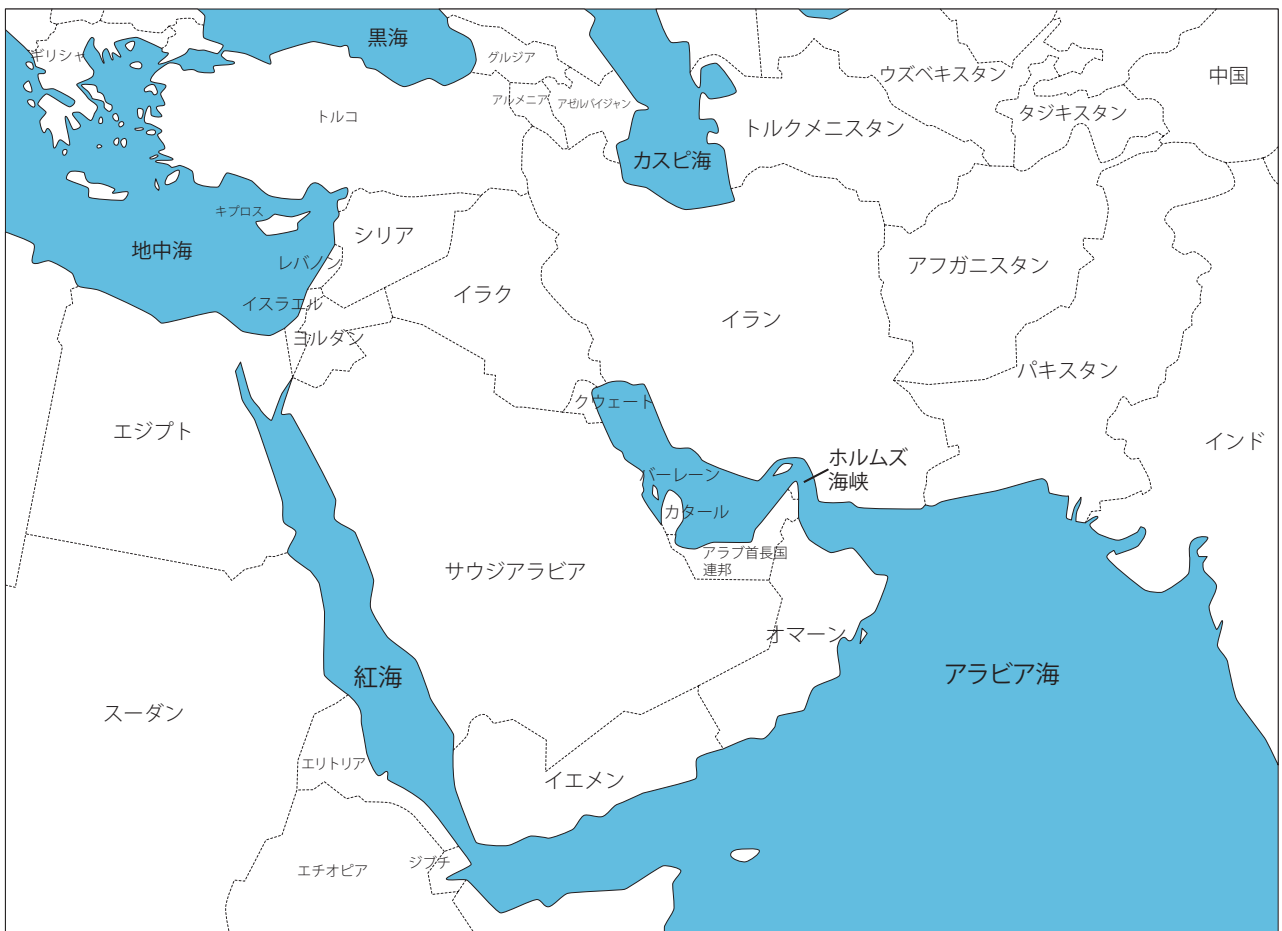 黒海
ギリシャ
グルジア
ウズベキスタン
中国
アルメニア
アゼルバイジャン
トルコ
タジキスタン
トルクメニスタン
カスピ海
キプロス
シリア
地中海
レバノン
アフガニスタン
イスラエル
イラク
イラン
ヨルダン
パキスタン
クウェート
エジプト
インド
ホルムズ
海峡
バーレーン
カタール
アラブ首長国
連邦
サウジアラビア
オマーン
紅海
アラビア海
スーダン
エリトリア
イエメン
エチオピア
ジブチ